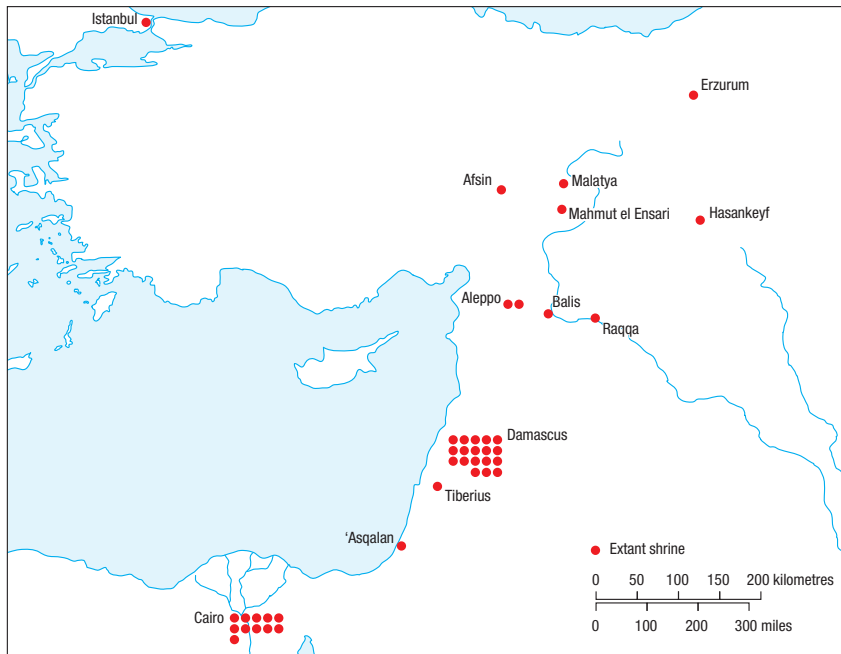 Istanbul
Erzurum
Afsin
Malatya
Mahmut el Ensari
Hasankeyf
Aleppo
Balis
Raqqa
Damascus
Tiberius
'Asqalan
Extant shrine
0 50 100 150 200 kilometres
0 100 200 300 miles
Cairo